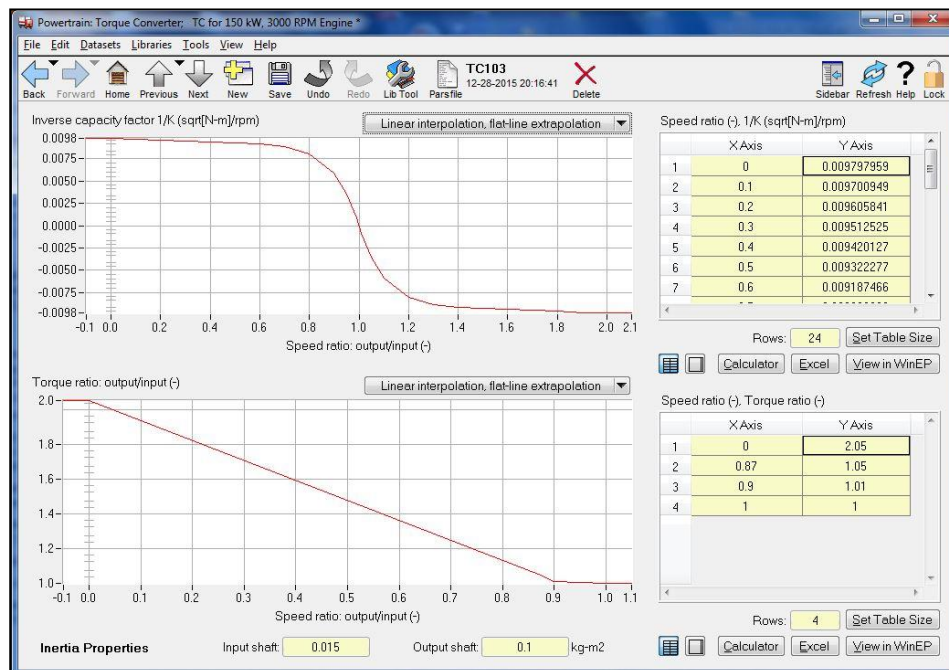 Powertrain: Torque Converter; TC for 150 kW, 3000 RPM Engine *
File Edit Datasets Libraries Tools View Help
Back Forward Home Previous Next New Save Undo Redo Lib Tool Parsfile
TC103
12-28-2015 20:16:41
Delete
Sidebar Refresh Help Lock
Inverse capacity factor 1/K (sqrt[N-m]/rpm)
Linear interpolation, flat-line extrapolation
0.0098
0.0075
0.0050
0.0025
0.0000
-0.0025
-0.0050
-0.0075
-0.0098
-0.1 0.0 0.2 0.4 0.6 0.8 1.0 1.2 1.4 1.6 1.8 2.0 2.1
Speed ratio: output/input (-)
Speed ratio (-), 1/K (sqrt[N-m]/rpm)
X Axis Y Axis
1 0 0.009797959
2 0.1 0.009700949
3 0.2 0.009605841
4 0.3 0.009512525
5 0.4 0.009420127
6 0.5 0.009322277
7 0.6 0.009187466
Rows: 24 Set Table Size
Calculator Excel View in WinEP
Torque ratio: output/input (-)
Linear interpolation, flat-line extrapolation
2.0
1.8
1.6
1.4
1.2
1.0
-0.1 0.0 0.1 0.2 0.3 0.4 0.5 0.6 0.7 0.8 0.9 1.0 1.1
Speed ratio: output/input (-)
Speed ratio (-), Torque ratio (-)
X Axis Y Axis
1 0 2.05
2 0.87 1.05
3 0.9 1.01
4 1 1
Rows: 4 Set Table Size
Calculator Excel View in WinEP
Inertia Properties Input shaft: 0.015 Output shaft: 0.1 kg-m2